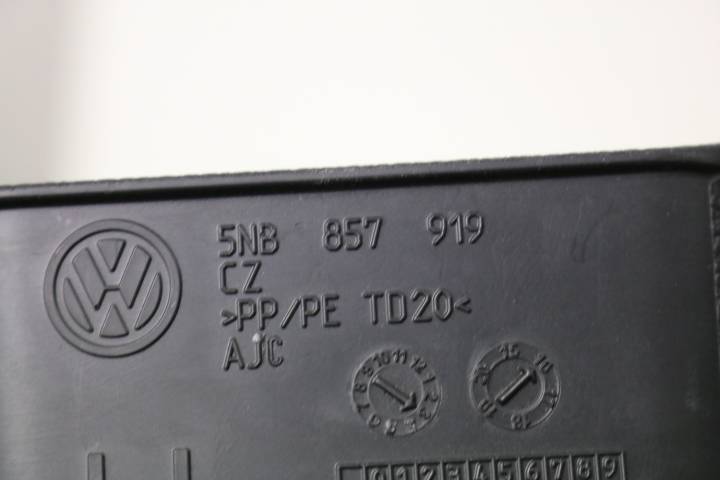 5NB 857 919
CZ
>PP/PE TD20<
AJC
0123456789